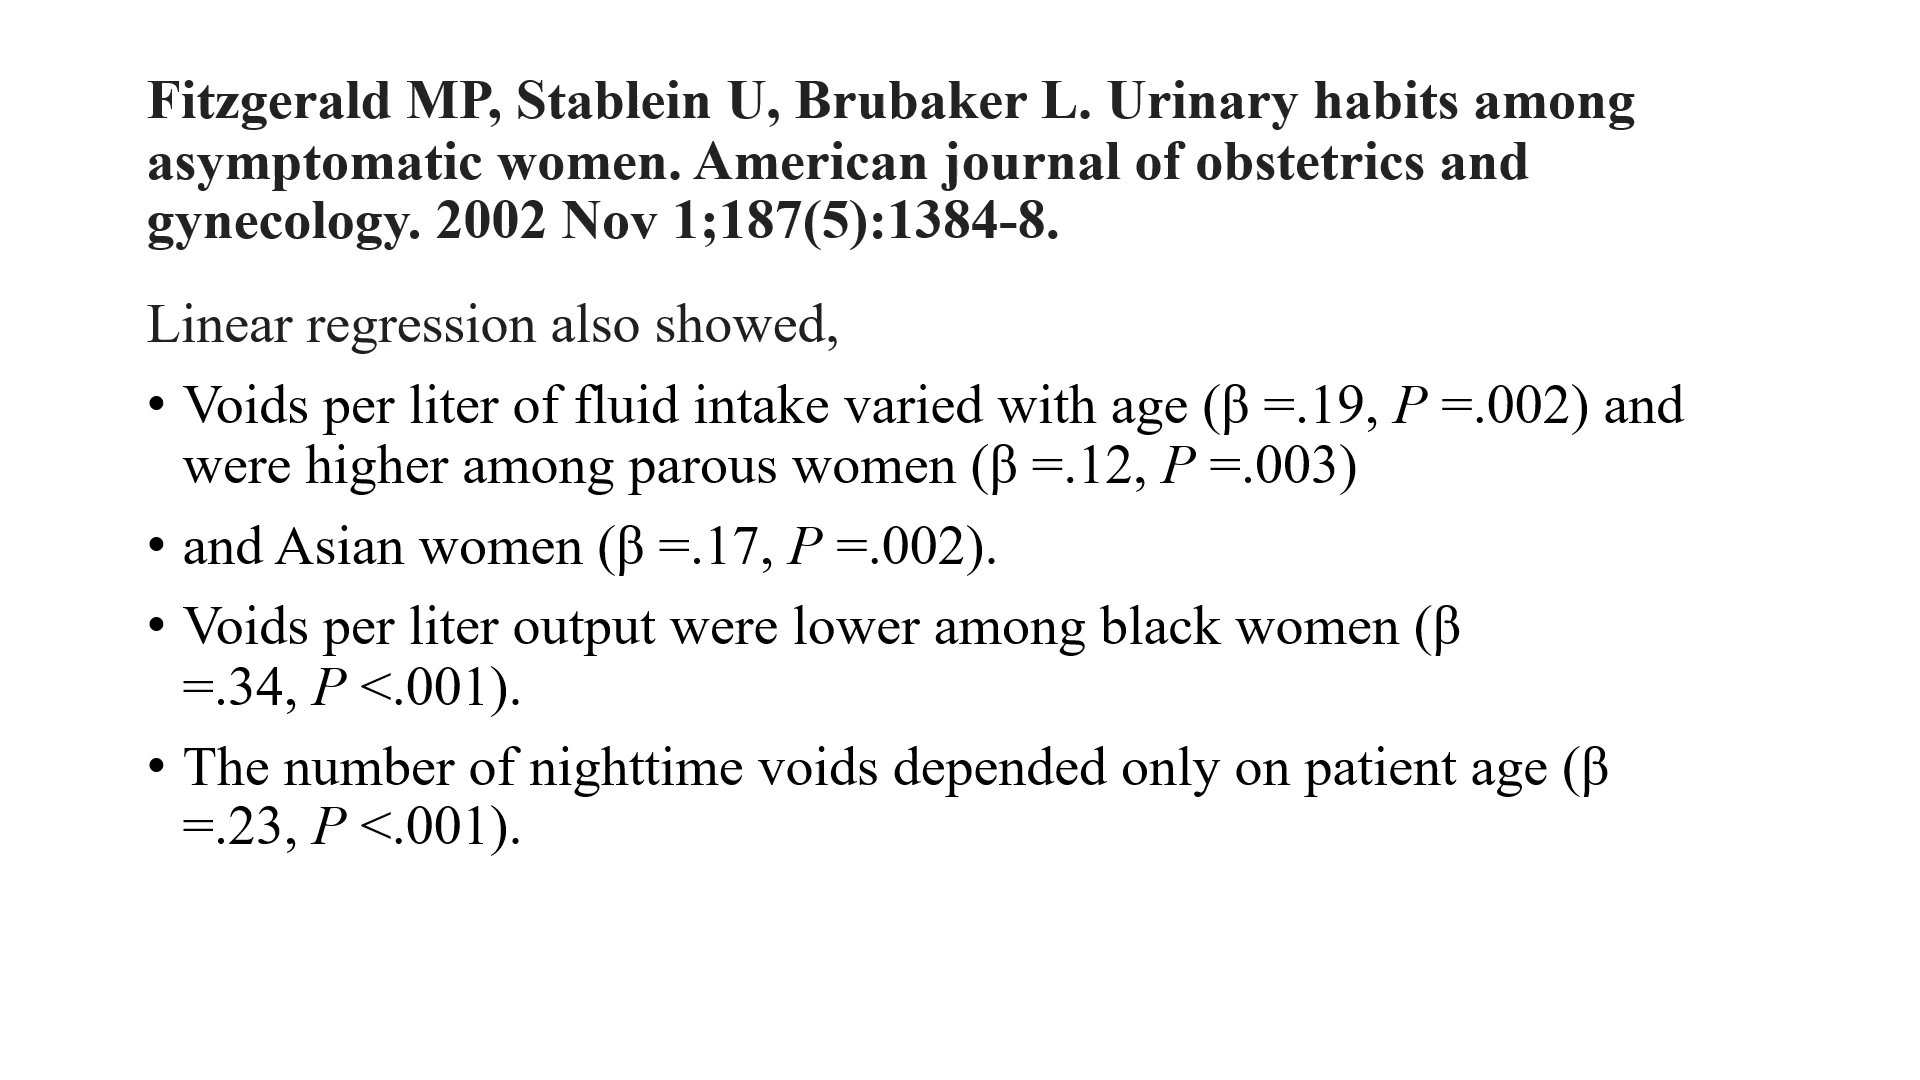 Fitzgerald MP, Stablein U, Brubaker L. Urinary habits among
asymptomatic women. American journal of obstetrics and
gynecology. 2002 Nov 1;187(5):1384-8.
Linear regression also showed,
• Voids per liter of fluid intake varied with age (β =.19, P =.002) and
were higher among parous women (β =.12, P =.003)
• and Asian women (β =.17, P =.002).
• Voids per liter output were lower among black women (β
=.34, P <.001).
• The number of nighttime voids depended only on patient age (β
=.23, P <.001).